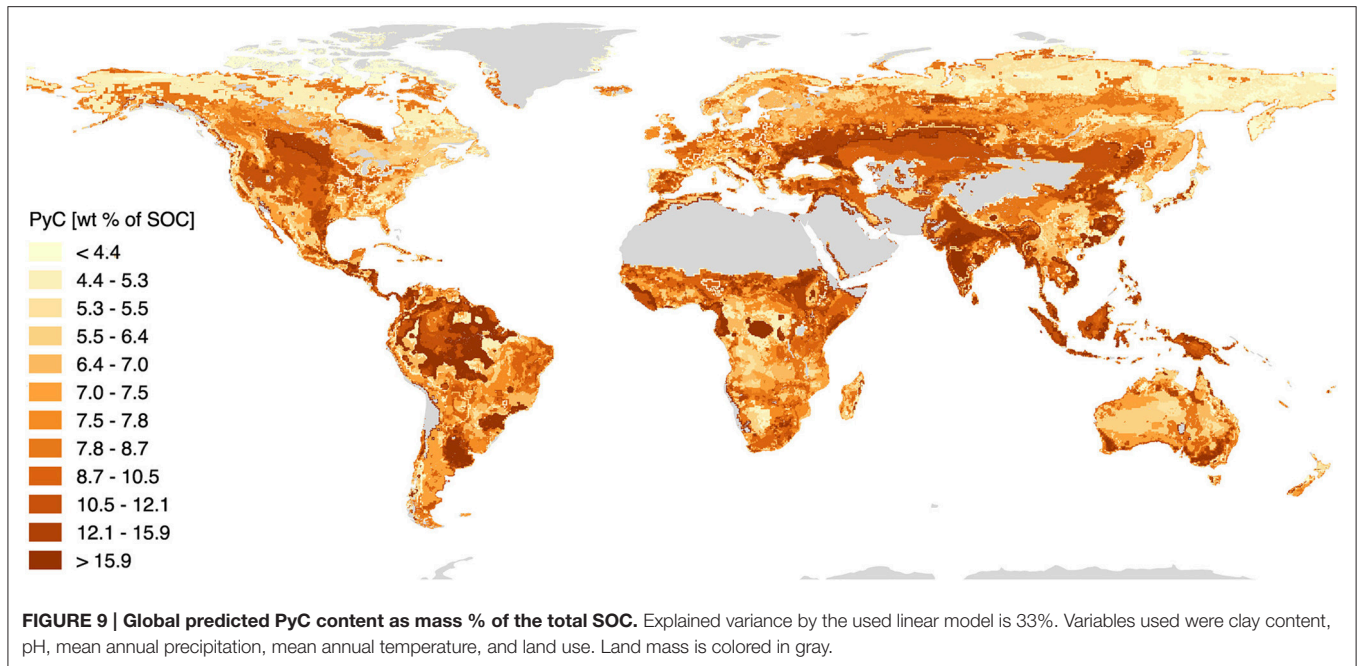 PyC [wt % of SOC]
< 4.4
4.4 - 5.3
5.3 - 5.5
5.5 - 6.4
6.4 - 7.0
7.0 - 7.5
7.5 - 7.8
7.8 - 8.7
8.7 - 10.5
10.5 - 12.1
12.1 - 15.9
> 15.9
FIGURE 9 | Global predicted PyC content as mass % of the total SOC. Explained variance by the used linear model is 33%. Variables used were clay content,
pH, mean annual precipitation, mean annual temperature, and land use. Land mass is colored in gray.